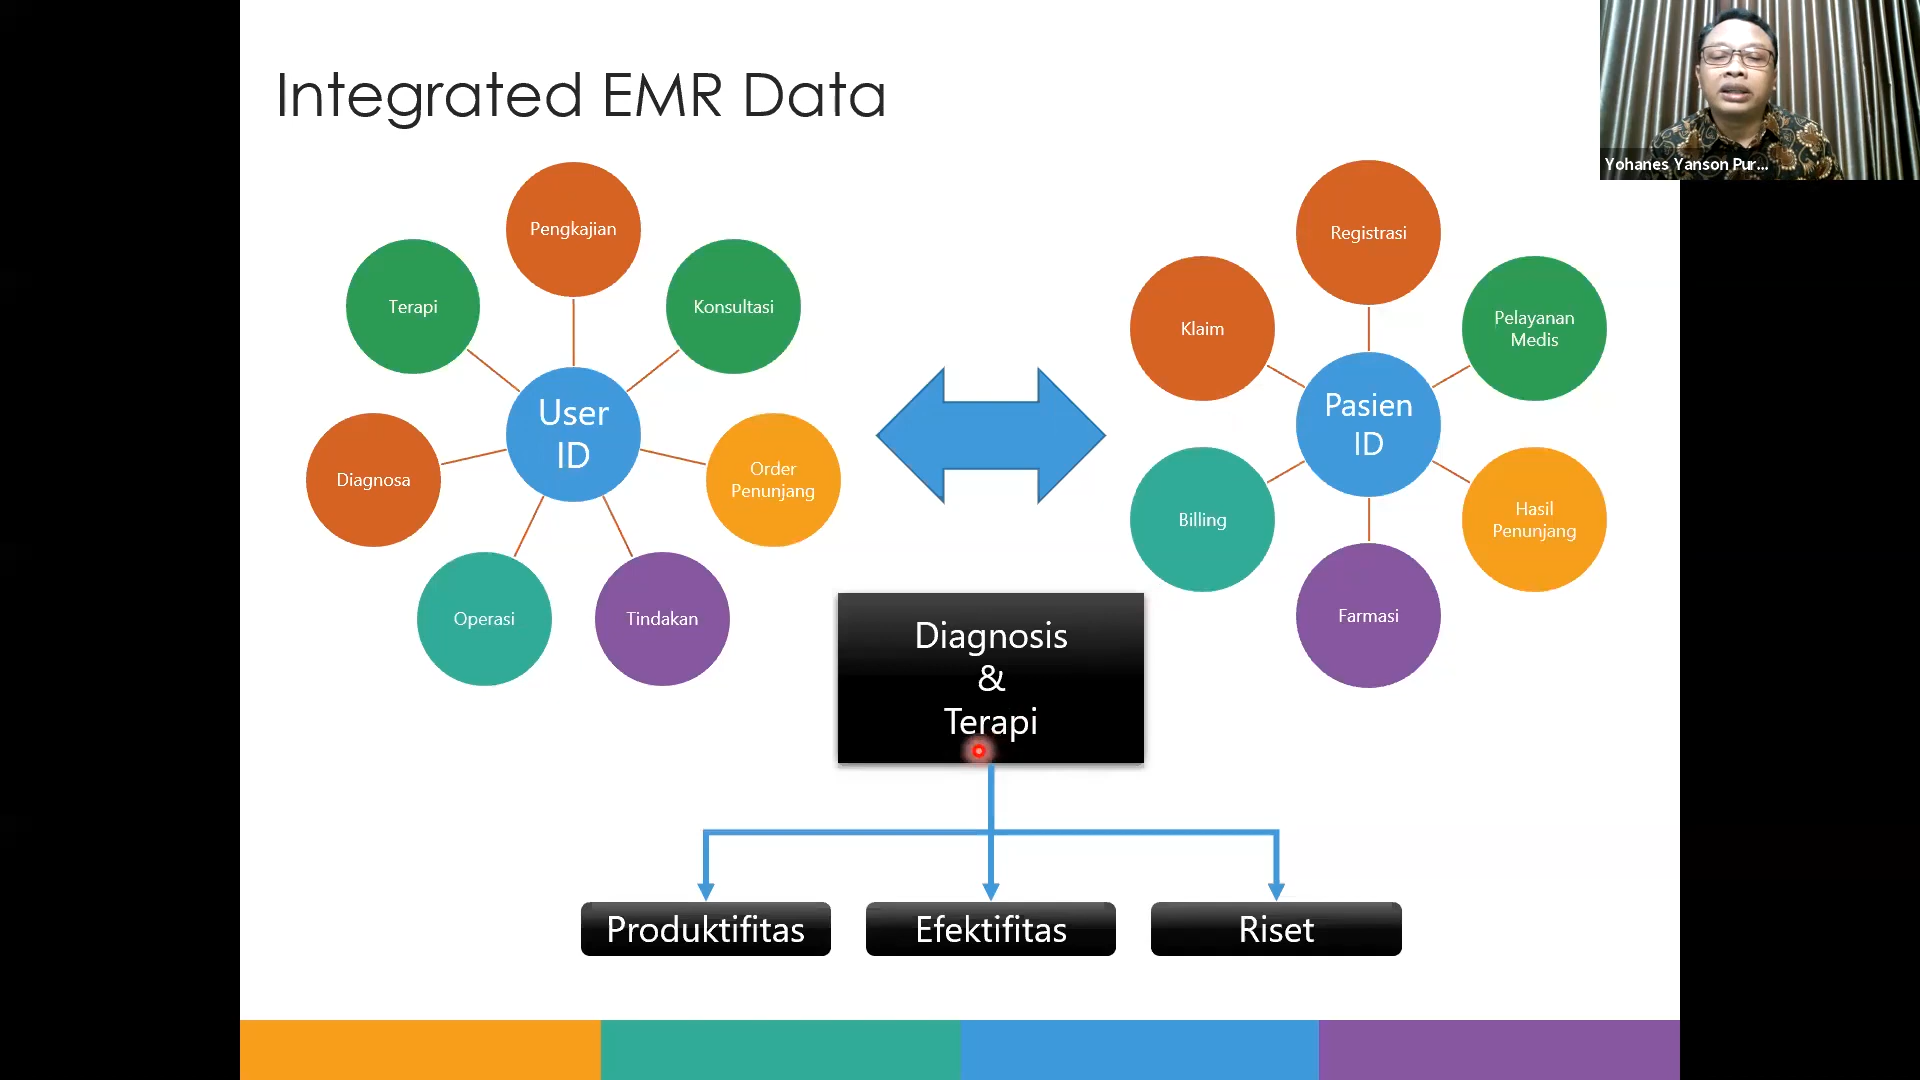 Integrated EMR Data
Yohanes Yanson Pur...
Pengkajian
Terapi
Konsultasi
User
ID
Diagnosa
Order
Penunjang
Operasi
Tindakan
Registrasi
Klaim
Pelayanan
Medis
Pasien
ID
Billing
Hasil
Penunjang
Farmasi
Diagnosis
&
Terapi
Produktifitas
Efektifitas
Riset